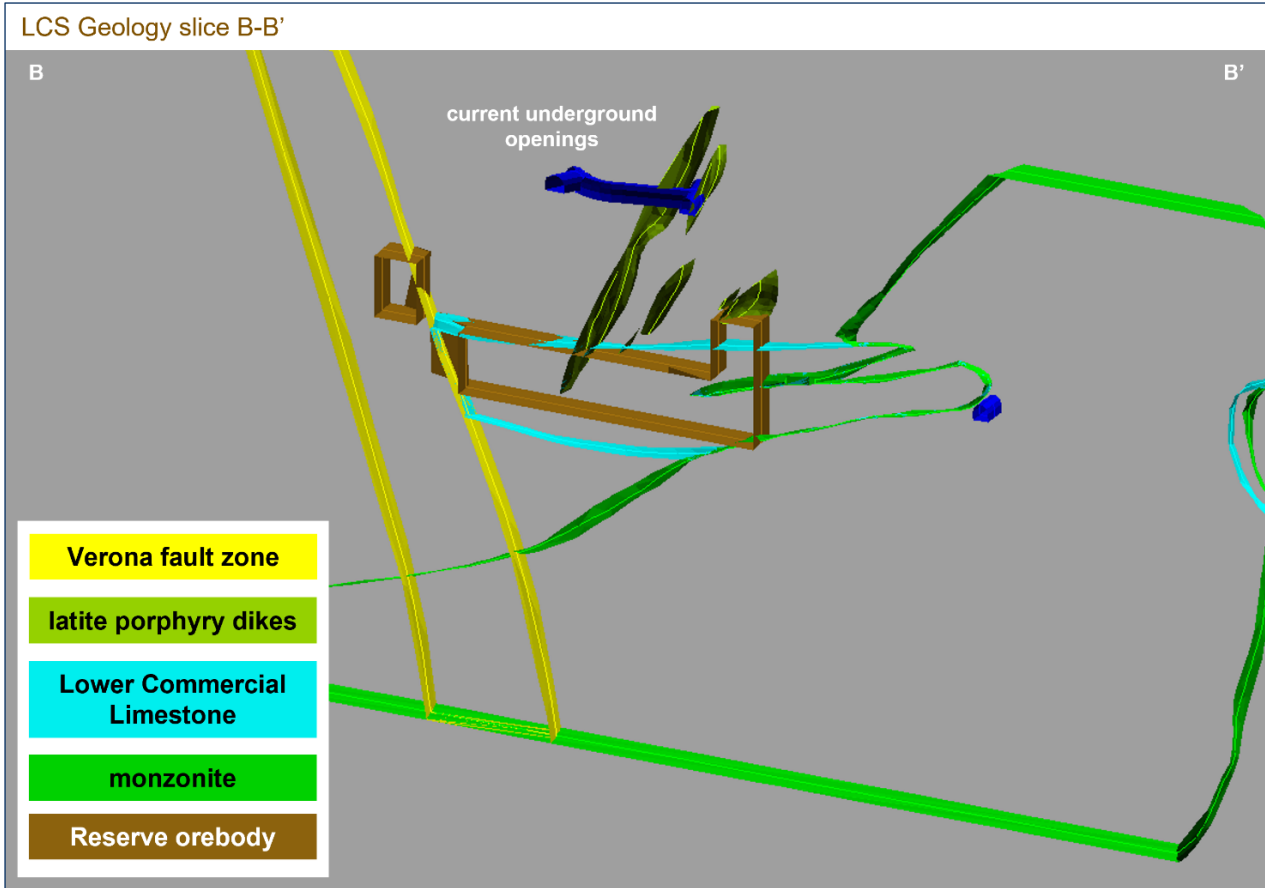 LCS Geology slice B-B’
B
B’
current underground
openings
Verona fault zone
latite porphyry dikes
Lower Commercial
Limestone
monzonite
Reserve orebody